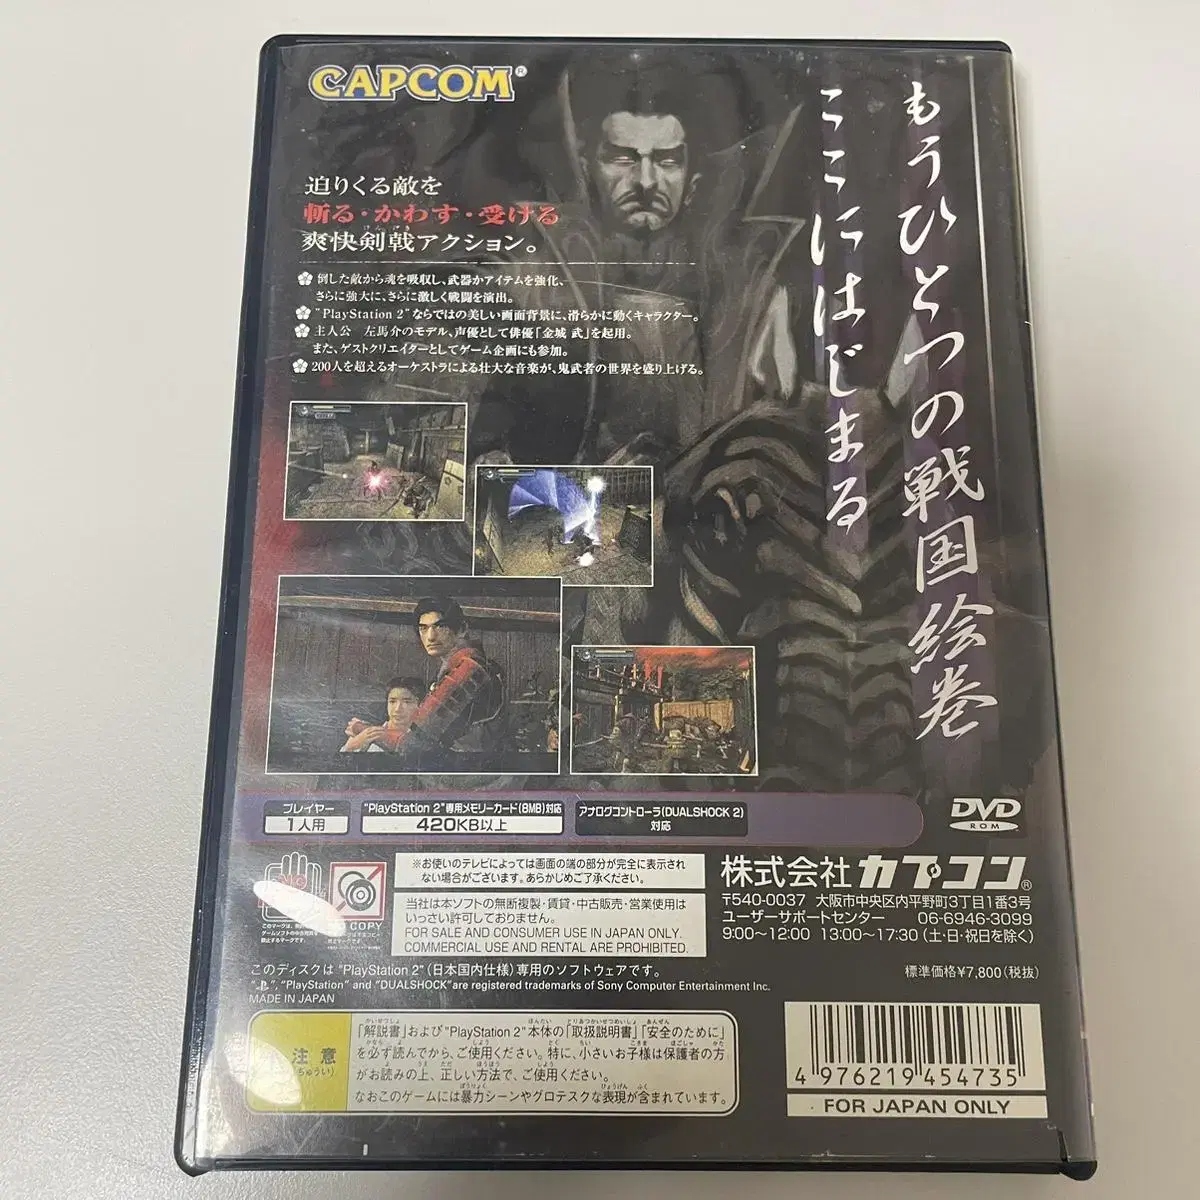 CAPCOM®
もうひとつの戦国絵巻
ここにはじまる
迫りくる敵を
斬る・かわす・受ける
爽快剣戟アクション。
倒した敵から魂を吸収し、武器かアイテムを強化、
さらに強大に、さらに激しく戦闘を演出。
"PlayStation 2"ならではの美しい画面背景に、滑らかに動くキャラクター。
主人公 左馬介のモデル、声優として俳優「金城 武」を起用。
また、ゲストクリエイターとしてゲーム企画にも参加。
200人を超えるオーケストラによる壮大な音楽が、鬼武者の世界を盛り上げる。
プレイヤー
1人用
"PlayStation 2"専用メモリーカード(8MB)対応
420KB以上
アナログコントローラ(DUALSHOCK 2)
対応
DVD
ROM
※お使いのテレビによっては画面の端の部分が完全に表示され
ない場合がございます。あらかじめご了承ください。
当社は本ソフトの無断複製・賃貸・中古販売・営業使用は
いっさい許可しておりません。
FOR SALE AND CONSUMER USE IN JAPAN ONLY.
COMMERCIAL USE AND RENTAL ARE PROHIBITED.
株式会社カプコン®
〒540-0037 大阪市中央区内平野町3丁目1番3号
ユーザーサポートセンター 06-6946-3099
9:00~12:00 13:00~17:30(土・日・祝日を除く)
このディスクは"PlayStation 2"(日本国内仕様)専用のソフトウェアです。
標準価格¥7,800(税抜)
"PlayStation" and "DUALSHOCK"are registered trademarks of Sony Computer Entertainment Inc.
MADE IN JAPAN
注意
(ちゅうい)
「解説書」および"PlayStation 2"本体の「取扱説明書」「安全のために」
を必ず読んでから、ご使用ください。特に、小さいお子様は保護者の方
がお読みの上、正しい方法で、ご使用ください。
なおこのゲームには暴力シーンやグロテスクな表現が含まれています。
4 976219 454735
FOR JAPAN ONLY